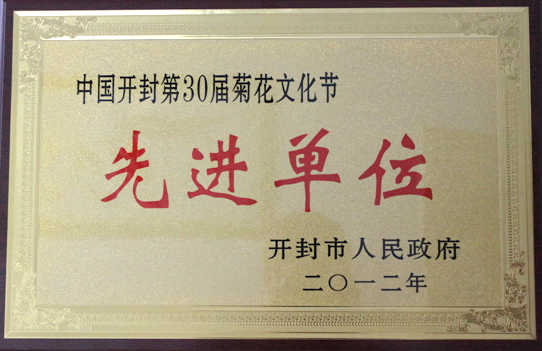 中国开封第30届菊花文化节
先进单位
开封市人民政府
二〇一二年